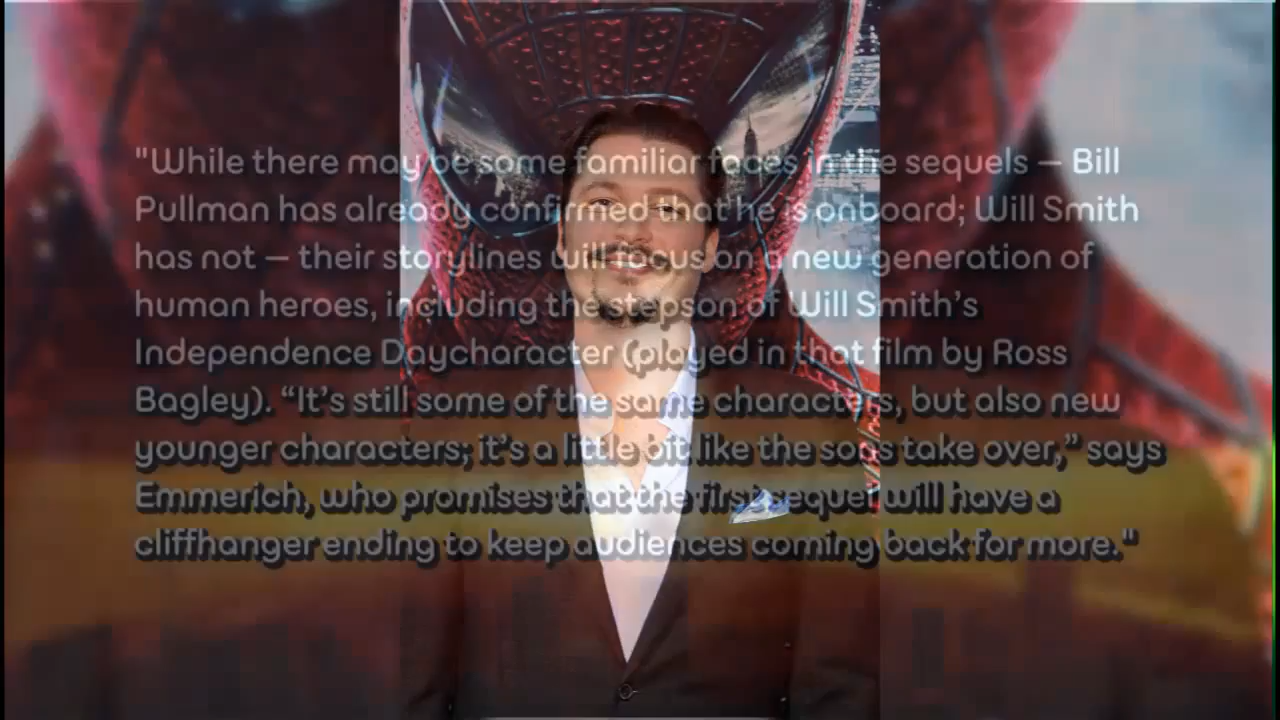 "While there may be some familiar faces in the sequels — Bill
Pullman has already confirmed that he's onboard; Will Smith
has not — their storylines will focus on a new generation of
human heroes, including the stepson of Will Smith's
Independence Daycharacter (played in that film by Ross
Bagley). “It’s still some of the same characters, but also new
younger characters; it’s a little bit like the sons take over,” says
Emmerich, who promises that the first sequel will have a
cliffhanger ending to keep audiences coming back for more."